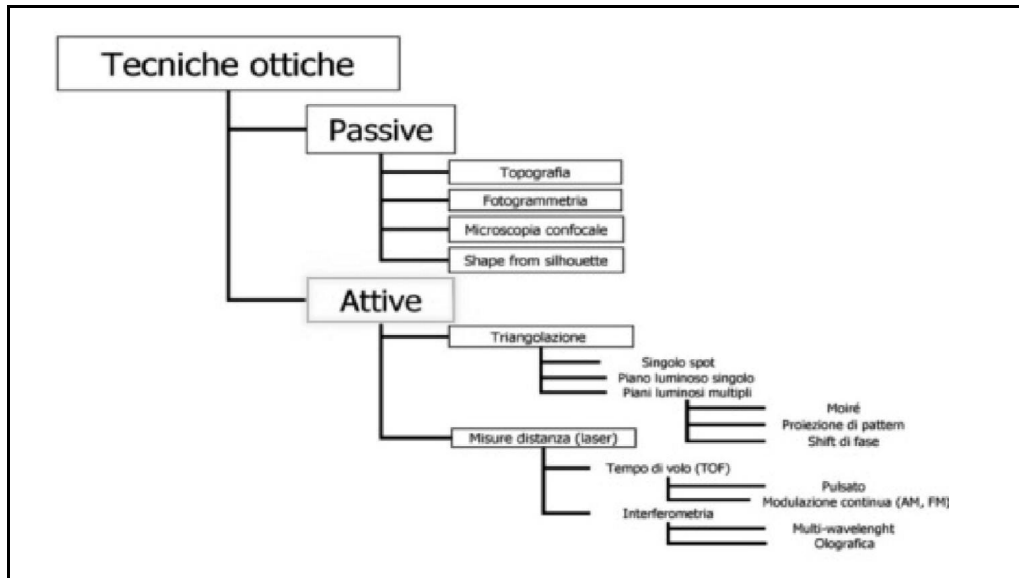 Tecniche ottiche
Passive
Topografia
Fotogrammetria
Microscopia confocale
Shape from silhouette
Attive
Triangolazione
Singolo spot
Piano luminoso singolo
Piani luminosi multipli
Moiré
Proiezione di pattern
Shift di fase
Misure distanza (laser)
Tempo di volo (TOF)
Pulsato
Modulazione continua (AM, FM)
Interferometria
Multi-wavelenght
Olografica